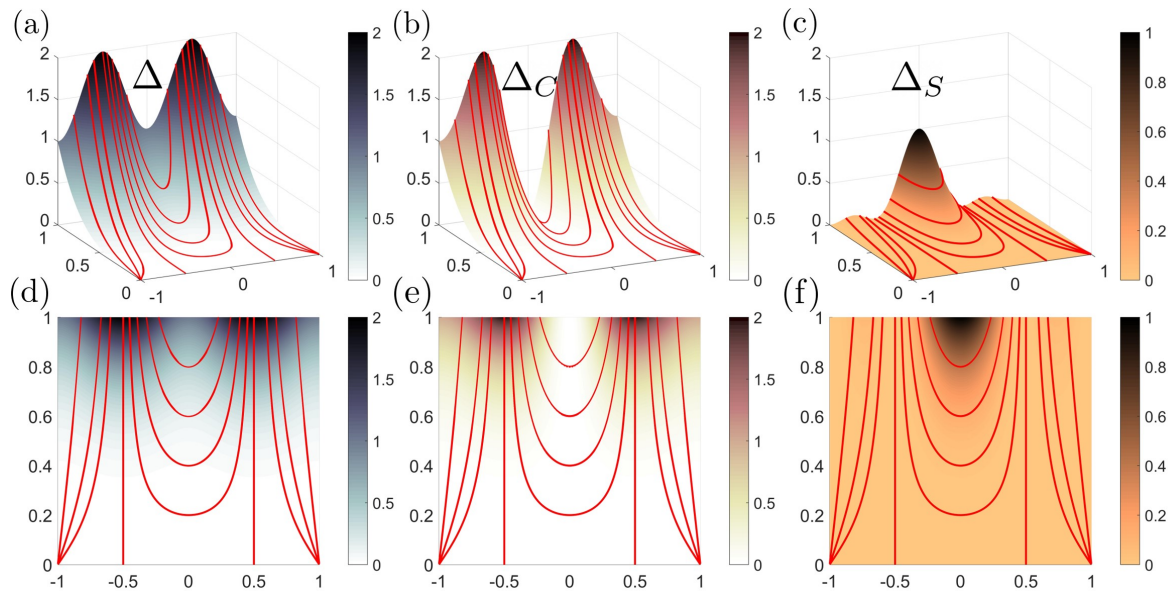 (a) (b) (c)
2 2 2 2 2 1
Δ Δ_C Δ_S
1.5 1.5 1.5 1.5 1.5 0.8
1 1 1 1 1 0.6
0.5 0.5 0.5 0.5 0.5 0.4
0 0 0 0.2
1 1 1
0.5 1 0.5 1 0.5 1
0 0 0 0 0 0 0 0 0
-1 -1 -1
(d) (e) (f)
1 2 1 2 1 1
0.8 0.8 0.8 0.8
1.5 1.5
0.6 0.6 0.6 0.6
1 1
0.4 0.4 0.4 0.4
0.5 0.5
0.2 0.2 0.2 0.2
0 0 0 0 0 0
-1 -0.5 0 0.5 1 -1 -0.5 0 0.5 1 -1 -0.5 0 0.5 1